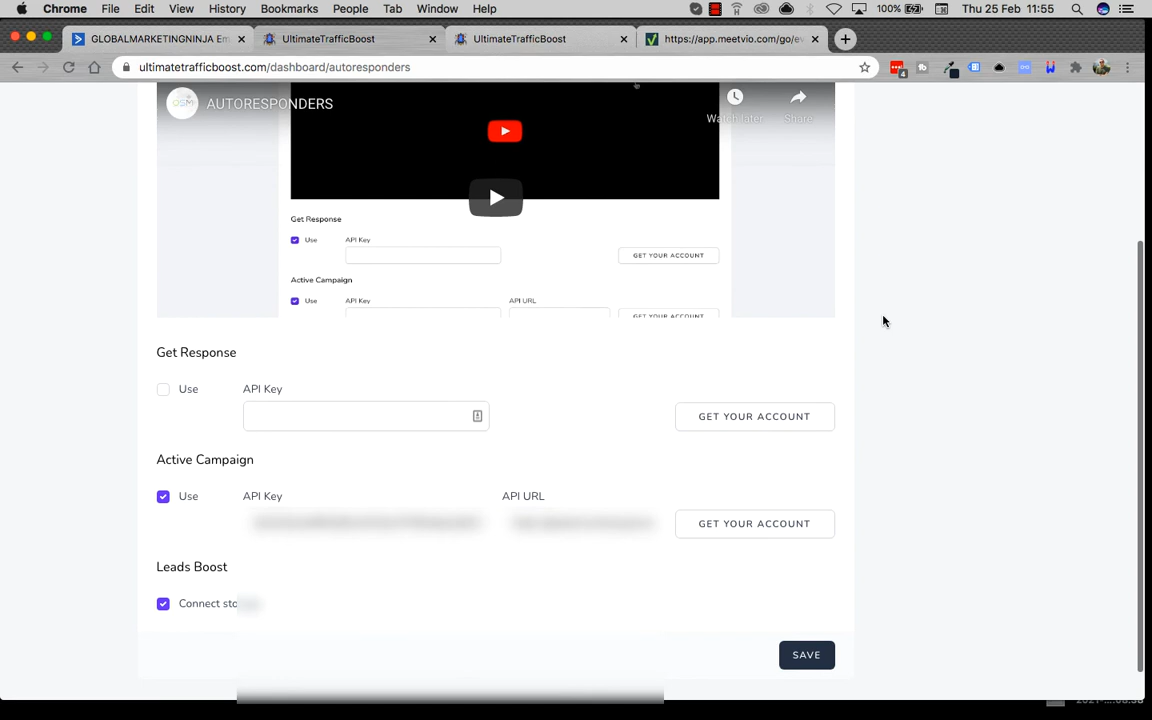 Chrome File Edit View History Bookmarks People Tab Window Help 100% Thu 25 Feb 11:55
GLOBALMARKETINGNINJA Em UltimateTrafficBoost UltimateTrafficBoost https://app.meetvio.com/go/ev
ultimatetrafficboost.com/dashboard/autoresponders 4
AUTORESPONDERS
Watch later Share
Get Response
Use API Key
GET YOUR ACCOUNT
Active Campaign
Use API Key API URL
GET YOUR ACCOUNT
Get Response
Use API Key
GET YOUR ACCOUNT
Active Campaign
Use API Key API URL
GET YOUR ACCOUNT
Leads Boost
Connect
SAVE